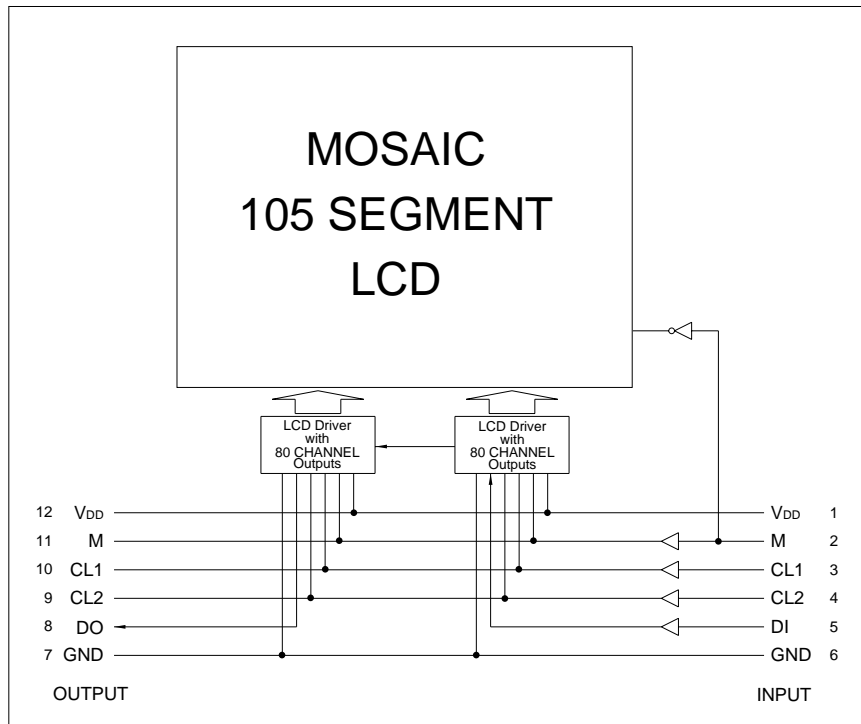 MOSAIC
105 SEGMENT
LCD
LCD Driver
with
80 CHANNEL
Outputs
LCD Driver
with
80 CHANNEL
Outputs
12 VDD VDD 1
11 M M 2
10 CL1 CL1 3
9 CL2 CL2 4
8 DO DI 5
7 GND GND 6
OUTPUT INPUT